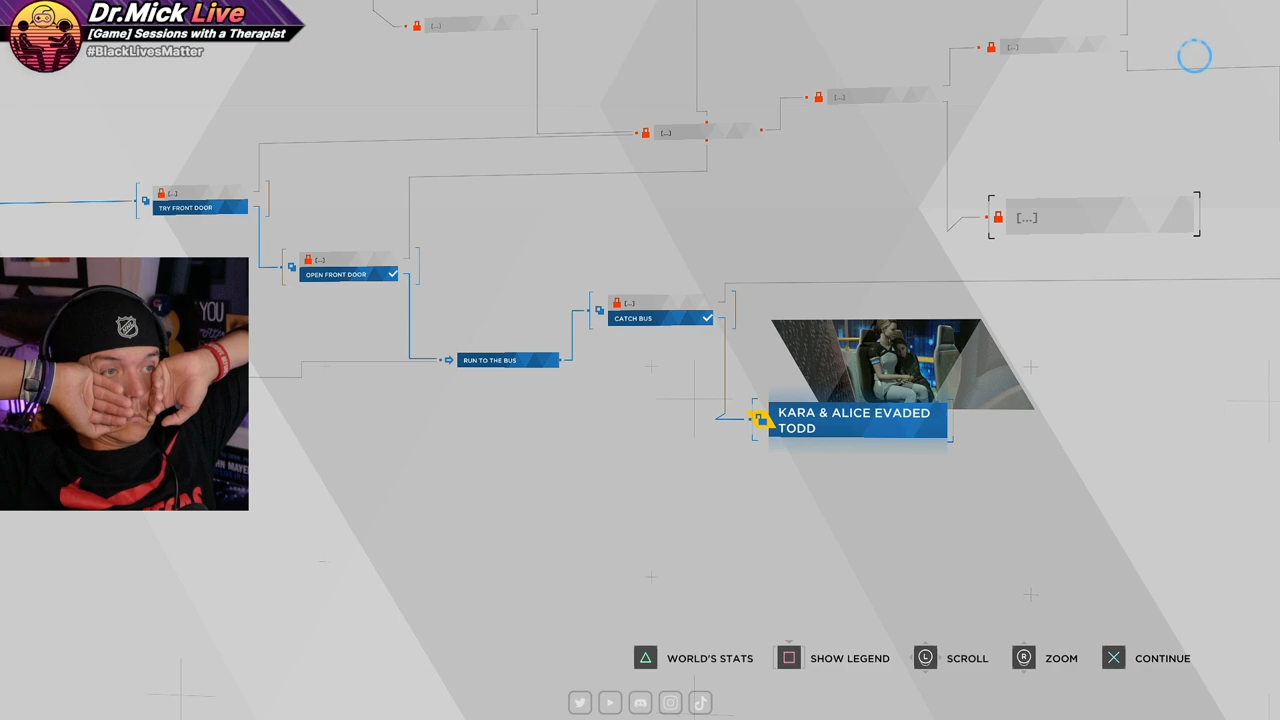 Dr.Mick Live
[Game] Sessions with a Therapist
#BlackLivesMatter
[...]
[...]
[...]
[...]
[...]
TRY FRONT DOOR
[...]
[...]
OPEN FRONT DOOR
[...]
CATCH BUS
RUN TO THE BUS
KARA & ALICE EVADED
TODD
YOU
WORLD'S STATS
SHOW LEGEND
L
SCROLL
R
ZOOM
CONTINUE